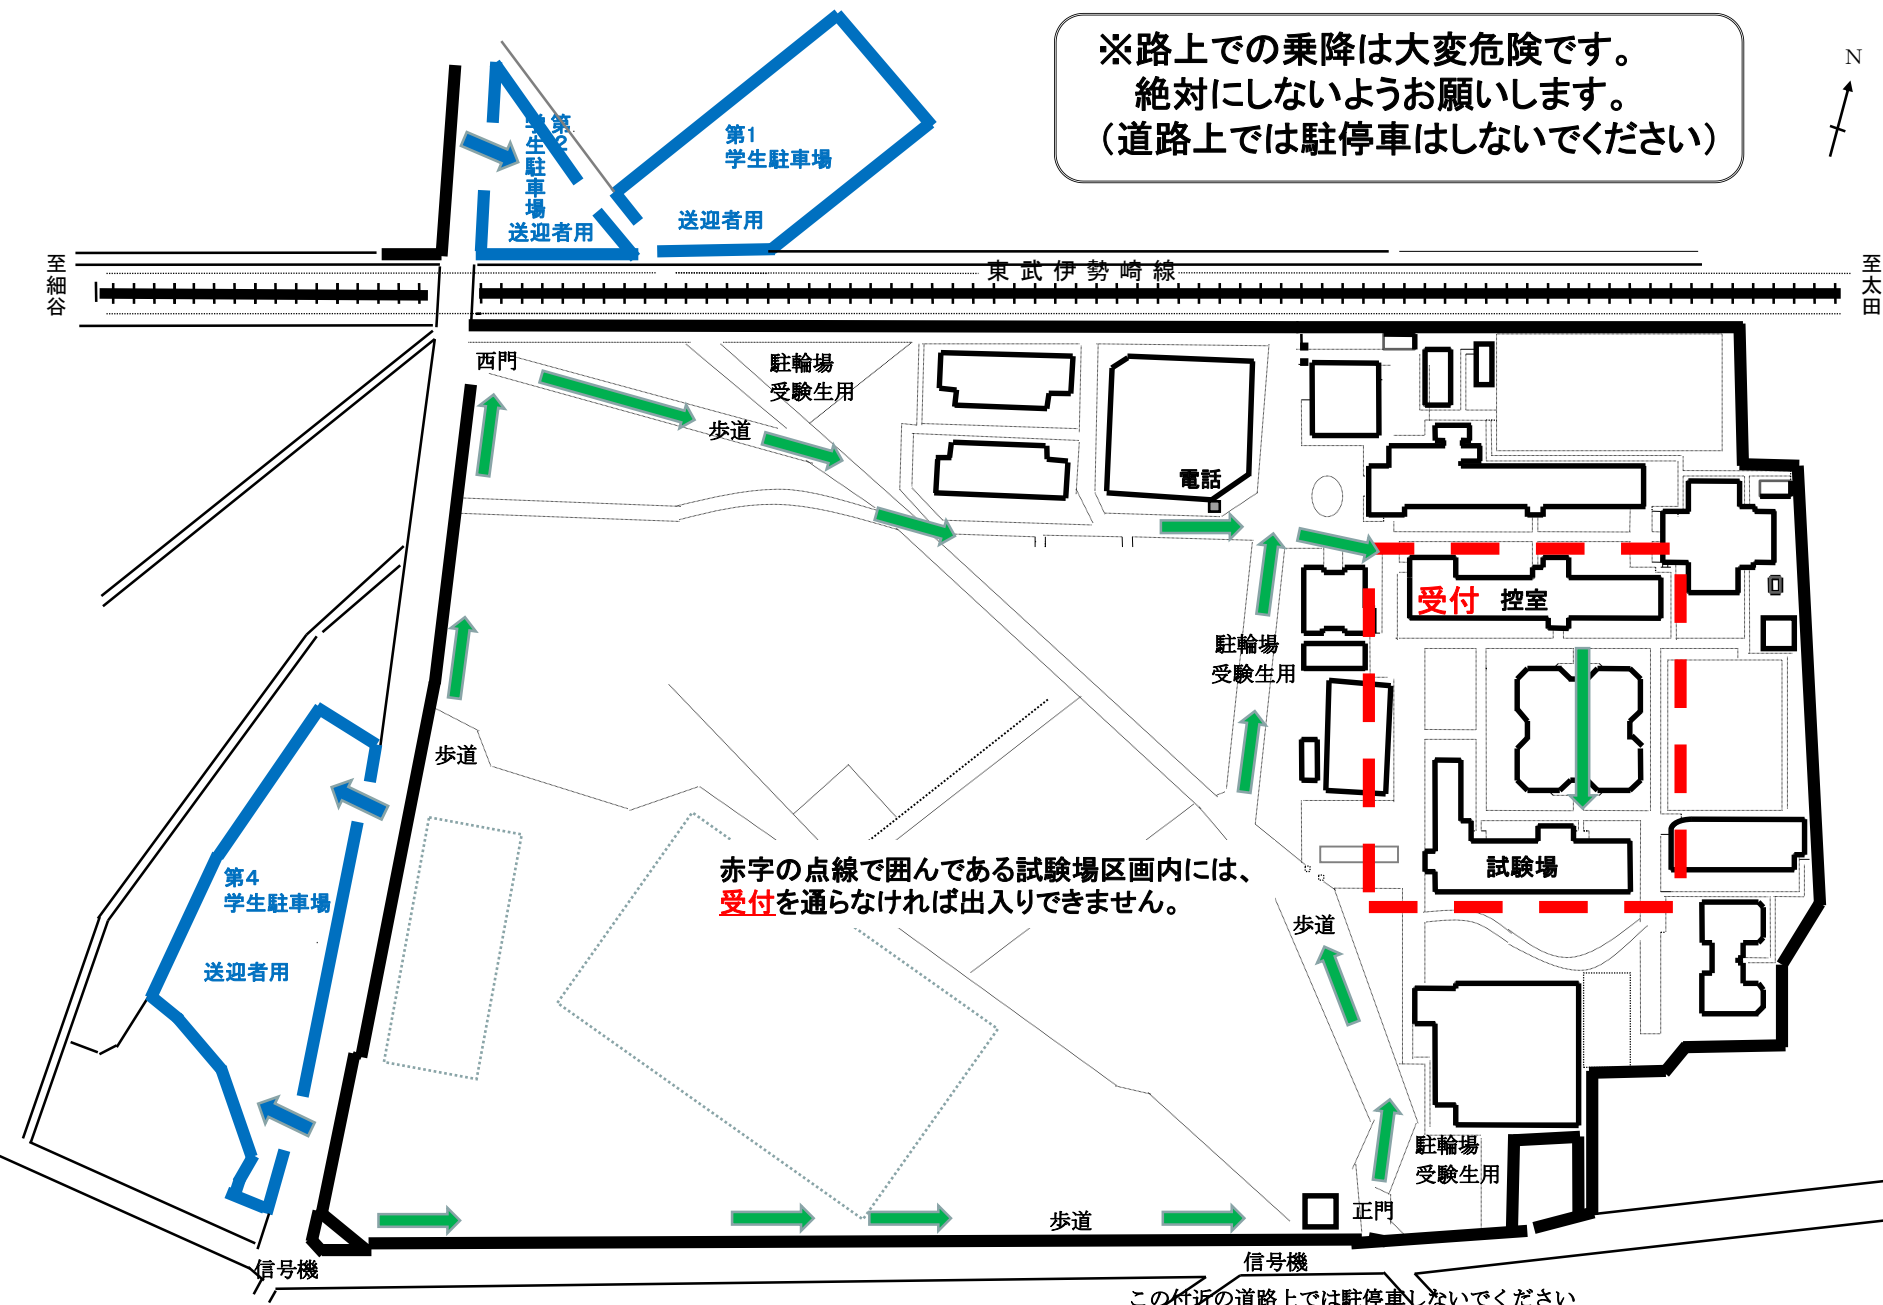 ※路上での乗降は大変危険です。
絶対にしないようお願いします。
（道路上では駐停車はしないでください）
N
第2
学生駐車場
送迎者用
第1
学生駐車場
送迎者用
至細谷
東武伊勢崎線
至太田
西門
駐輪場
受験生用
歩道
電話
受付
控室
駐輪場
受験生用
歩道
試験場
赤字の点線で囲んである試験場区画内には、
受付を通らなければ出入りできません。
第4
学生駐車場
送迎者用
歩道
駐輪場
受験生用
正門
歩道
信号機
信号機
この付近の道路上では駐停車しないでください